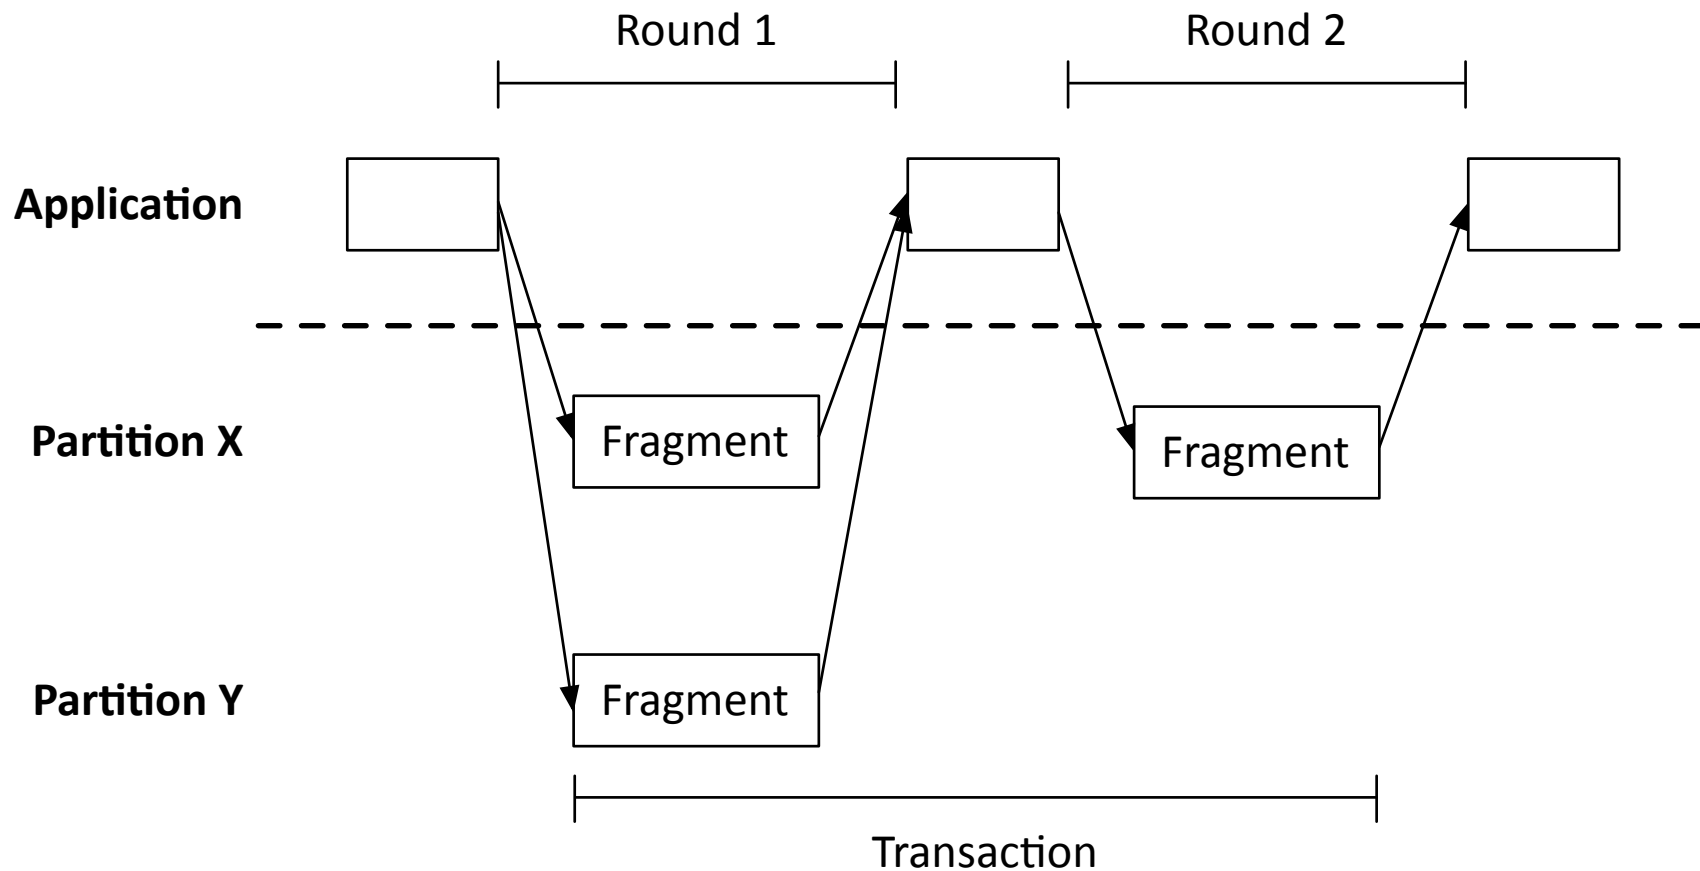 Round 1
Round 2
Application
Partition X
Fragment
Fragment
Partition Y
Fragment
Transaction